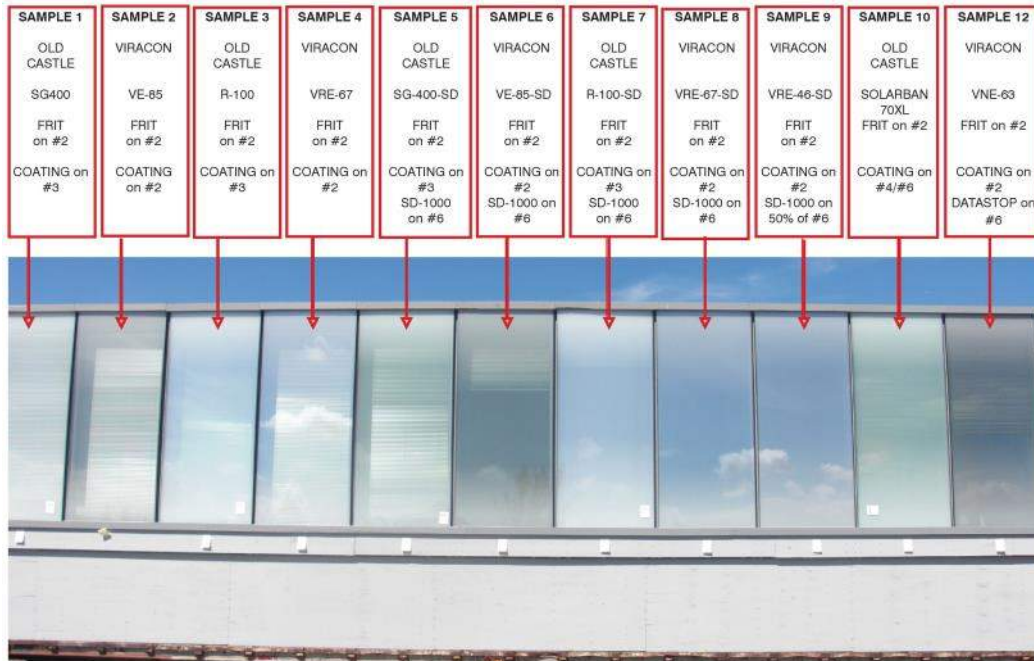 SAMPLE 1
OLD
CASTLE
SG400
FRIT
on #2
COATING on
#3
SAMPLE 2
VIRACON
VE-85
FRIT
on #2
COATING
on #2
SAMPLE 3
OLD
CASTLE
R-100
FRIT
on #2
COATING on
#3
SAMPLE 4
VIRACON
VRE-67
FRIT
on #2
COATING on
#2
SAMPLE 5
OLD
CASTLE
SG-400-SD
FRIT
on #2
COATING on
#3
SD-1000
on #6
SAMPLE 6
VIRACON
VE-85-SD
FRIT
on #2
COATING on
#2
SD-1000 on
#6
SAMPLE 7
OLD
CASTLE
R-100-SD
FRIT
on #2
COATING on
#3
SD-1000
on #6
SAMPLE 8
VIRACON
VRE-67-SD
FRIT
on #2
COATING on
#2
SD-1000 on
#6
SAMPLE 9
VIRACON
VRE-46-SD
FRIT
on #2
COATING on
#2
SD-1000 on
50% of #6
SAMPLE 10
OLD
CASTLE
SOLARBAN
70XL
FRIT on #2
COATING on
#4/#6
SAMPLE 12
VIRACON
VNE-63
FRIT on #2
COATING on
#2
DATASTOP on
#6